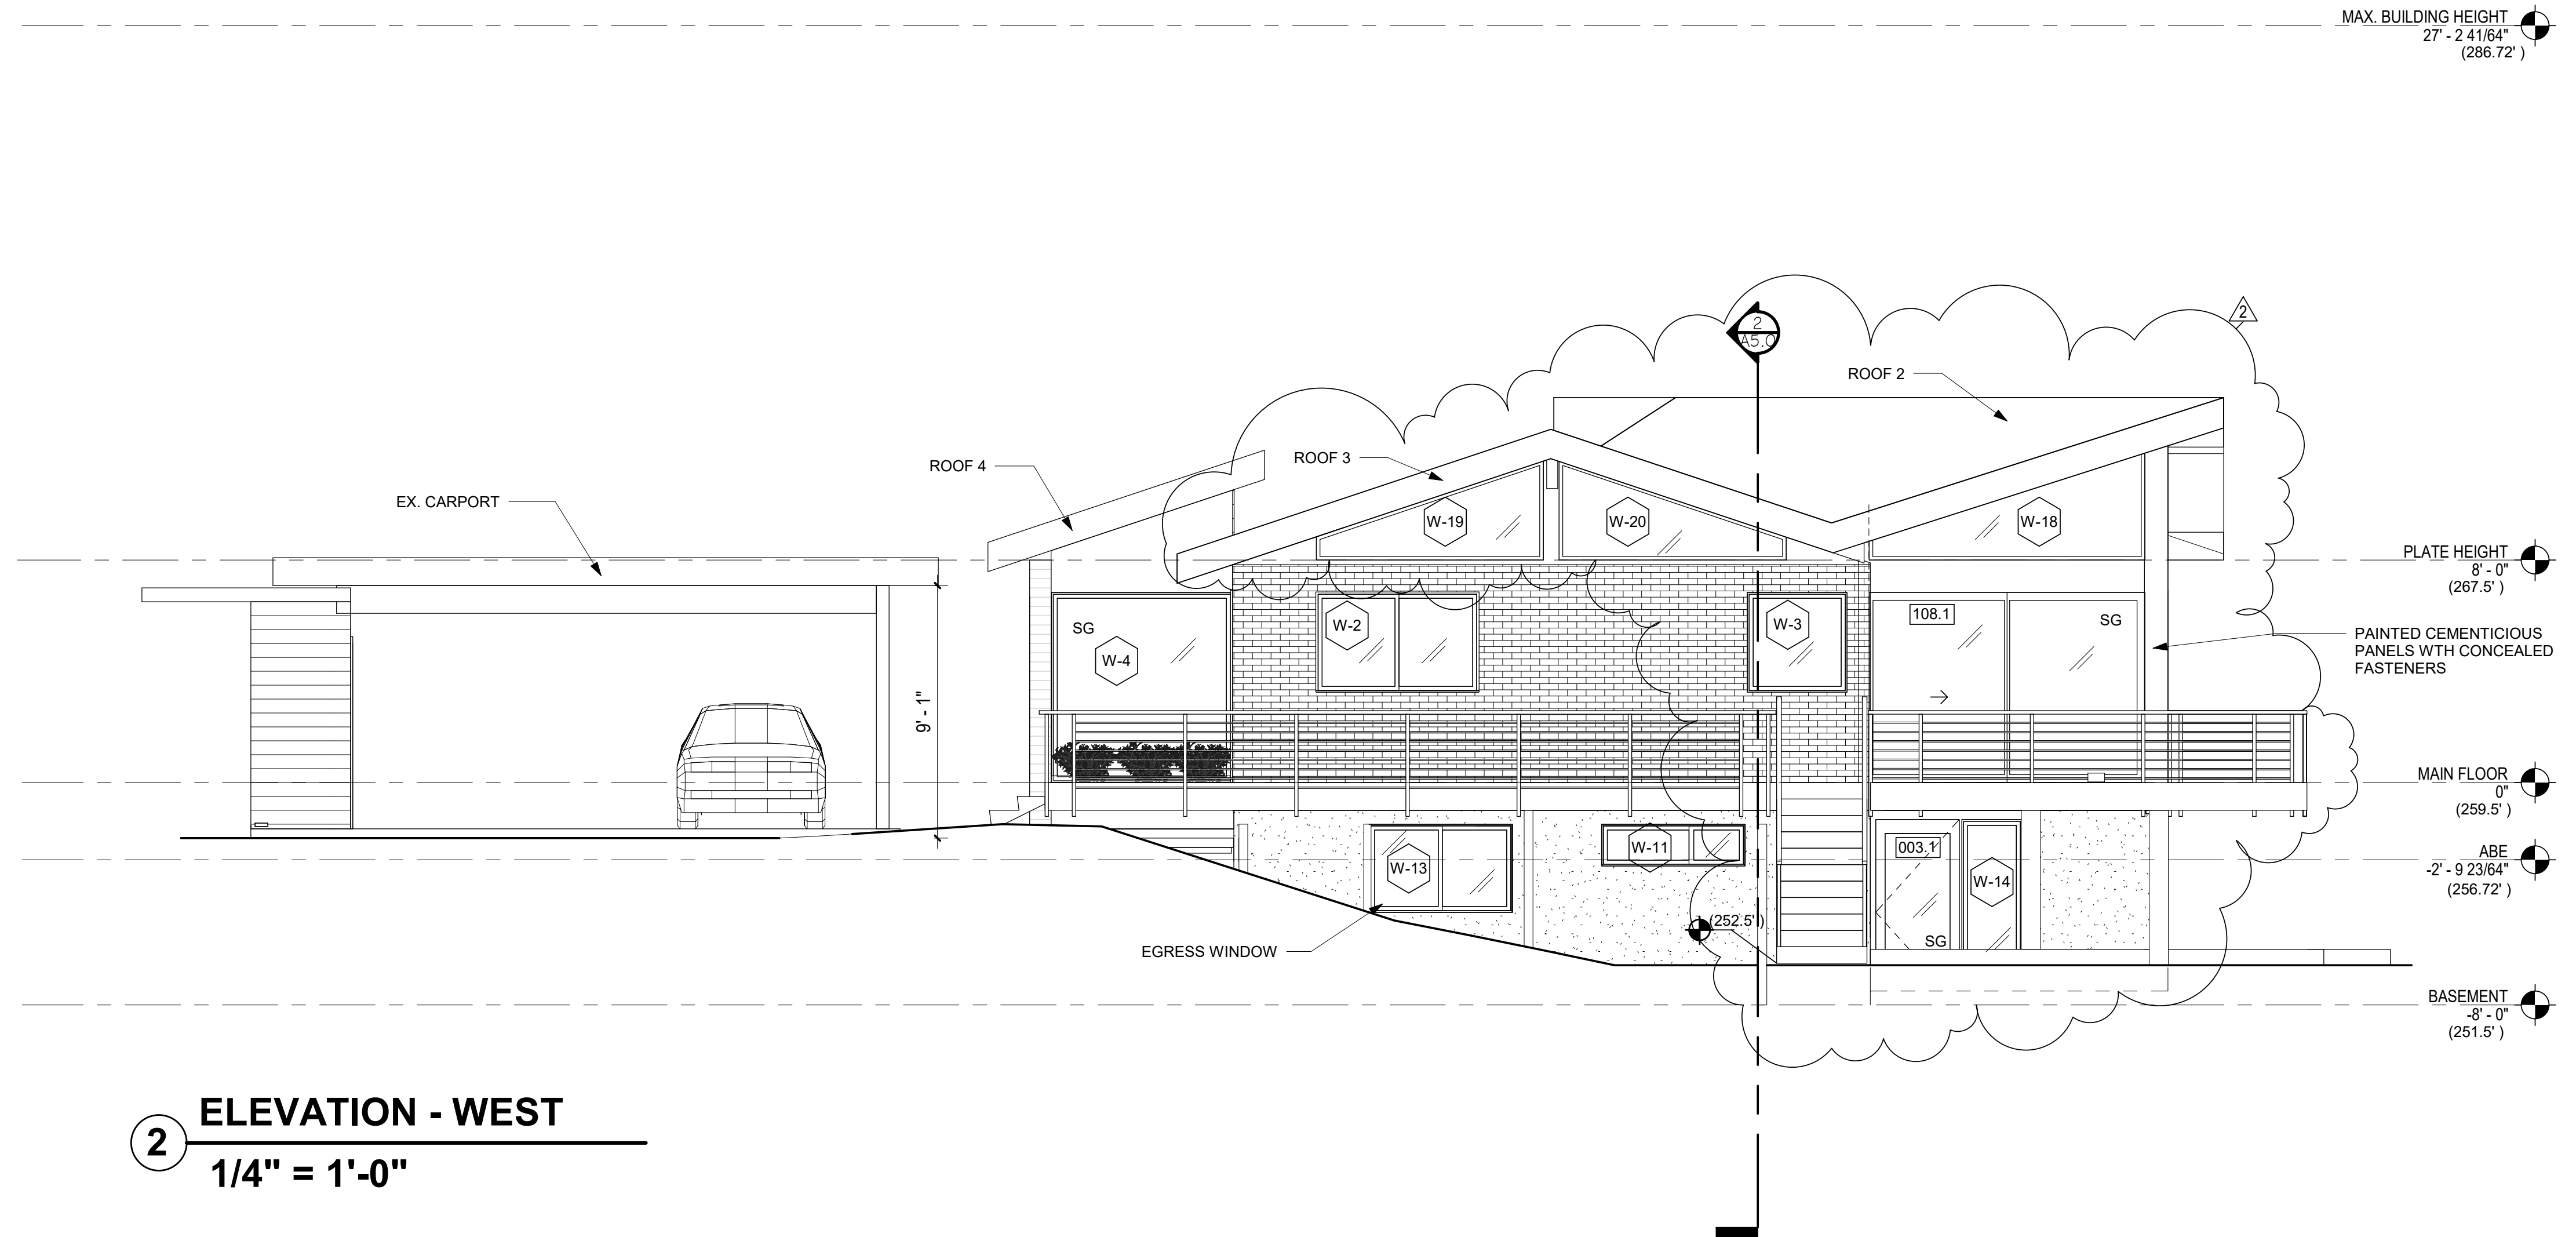 MAX. BUILDING HEIGHT
27' - 2 41/64"
(286.72' )
2
2
A5.0
ROOF 2
ROOF 3
ROOF 4
EX. CARPORT
W-19
W-20
W-18
PLATE HEIGHT
8' - 0"
(267.5' )
108.1
SG
SG
W-2
W-3
W-4
PAINTED CEMENTICIOUS
PANELS WTH CONCEALED
FASTENERS
9' - 1"
MAIN FLOOR
0"
(259.5' )
003.1
W-11
W-13
W-14
ABE
-2' - 9 23/64"
(256.72' )
(252.5' )
SG
EGRESS WINDOW
BASEMENT
-8' - 0"
(251.5' )
2
ELEVATION - WEST
1/4" = 1'-0"